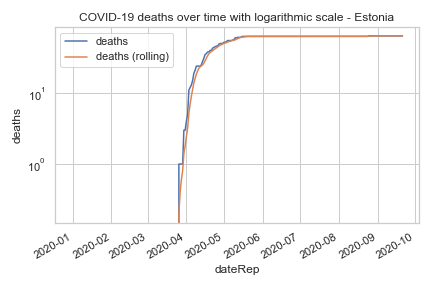 COVID-19 deaths over time with logarithmic scale - Estonia
deaths
deaths (rolling)
10¹
10⁰
deaths
2020-01
2020-02
2020-03
2020-04
2020-05
2020-06
2020-07
2020-08
2020-09
2020-10
dateRep